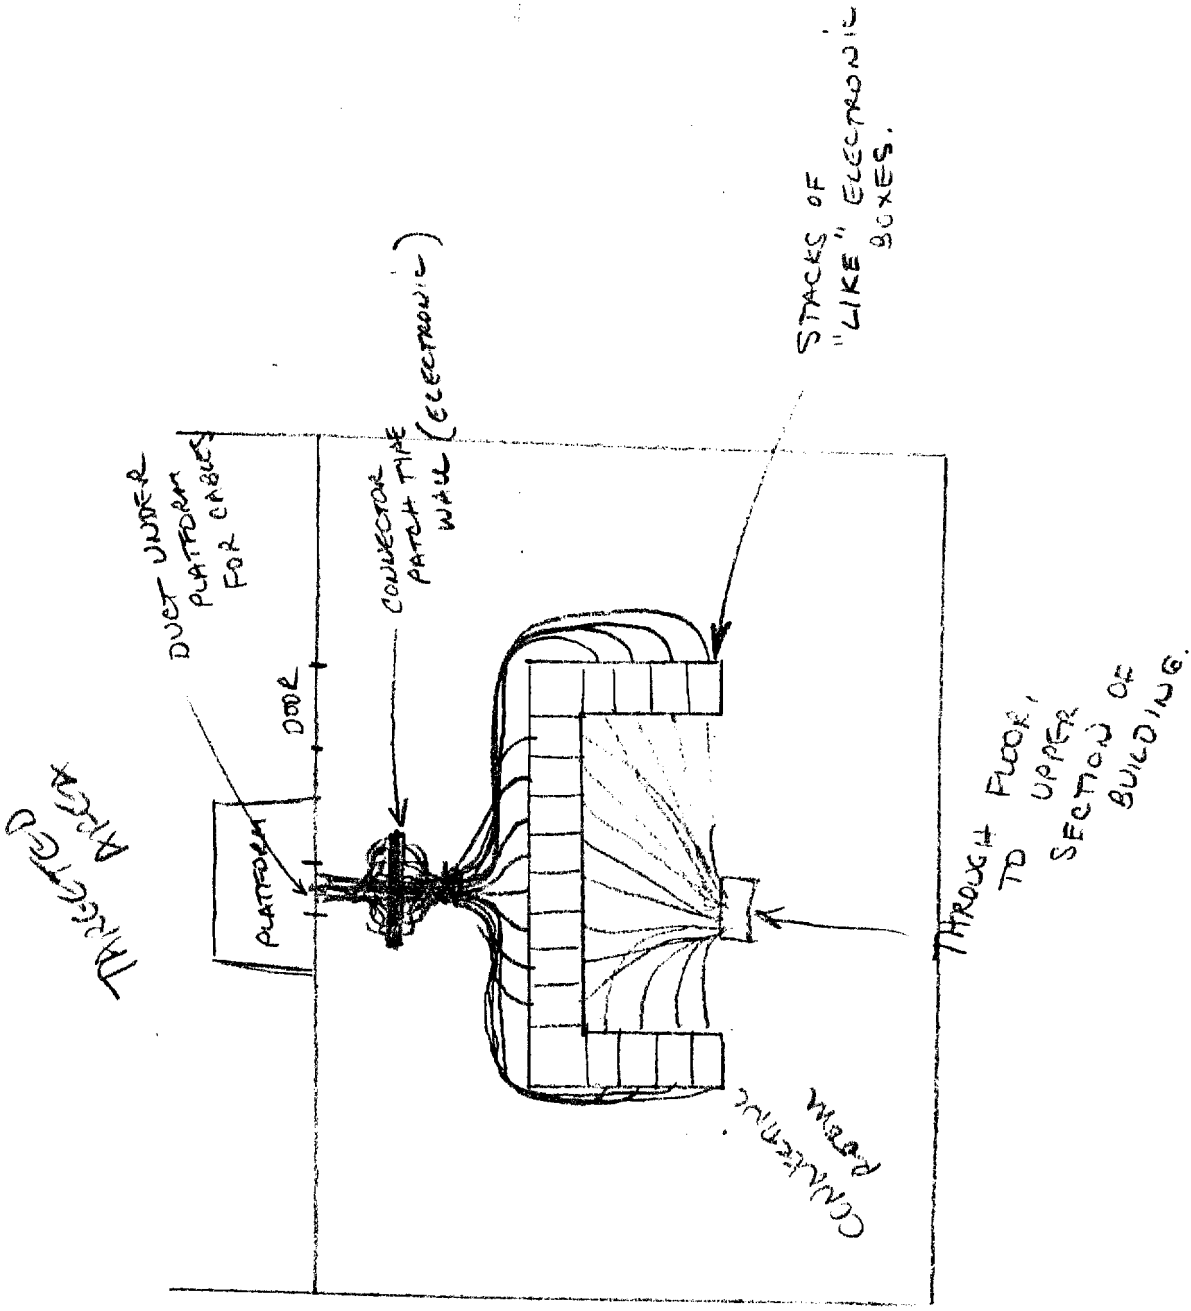 TARGETED
AREA
DUCT UNDER
PLATFORM
FOR CABLES
PLATFORM
DOOR
CONNECTOR
PATCH TYPE
WALL (ELECTRONIC)
STACKS OF
"LIKE" ELECTRONIC
BOXES.
THROUGH FLOOR,
TO UPPER
SECTION OF
BUILDING.
CONNECTING
ROOM